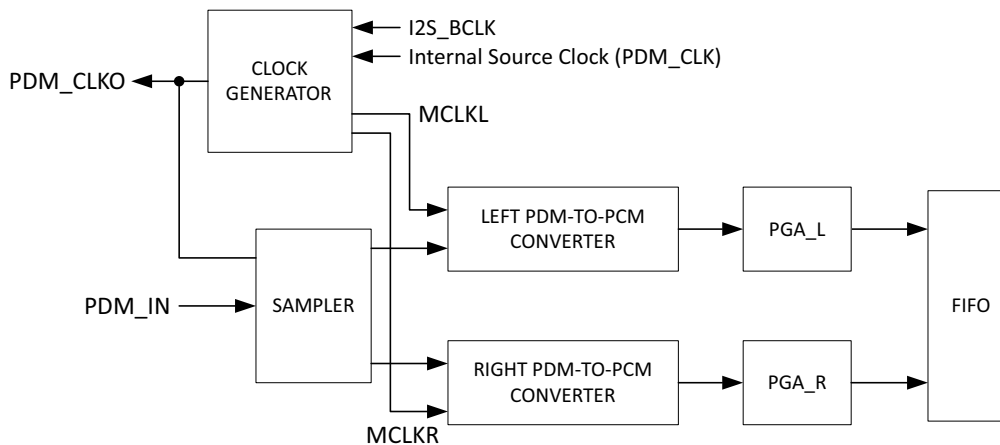 I2S_BCLK
Internal Source Clock (PDM_CLK)
PDM_CLKO
CLOCK
GENERATOR
MCLKL
LEFT PDM-TO-PCM
CONVERTER
PGA_L
PDM_IN
SAMPLER
FIFO
RIGHT PDM-TO-PCM
CONVERTER
PGA_R
MCLKR